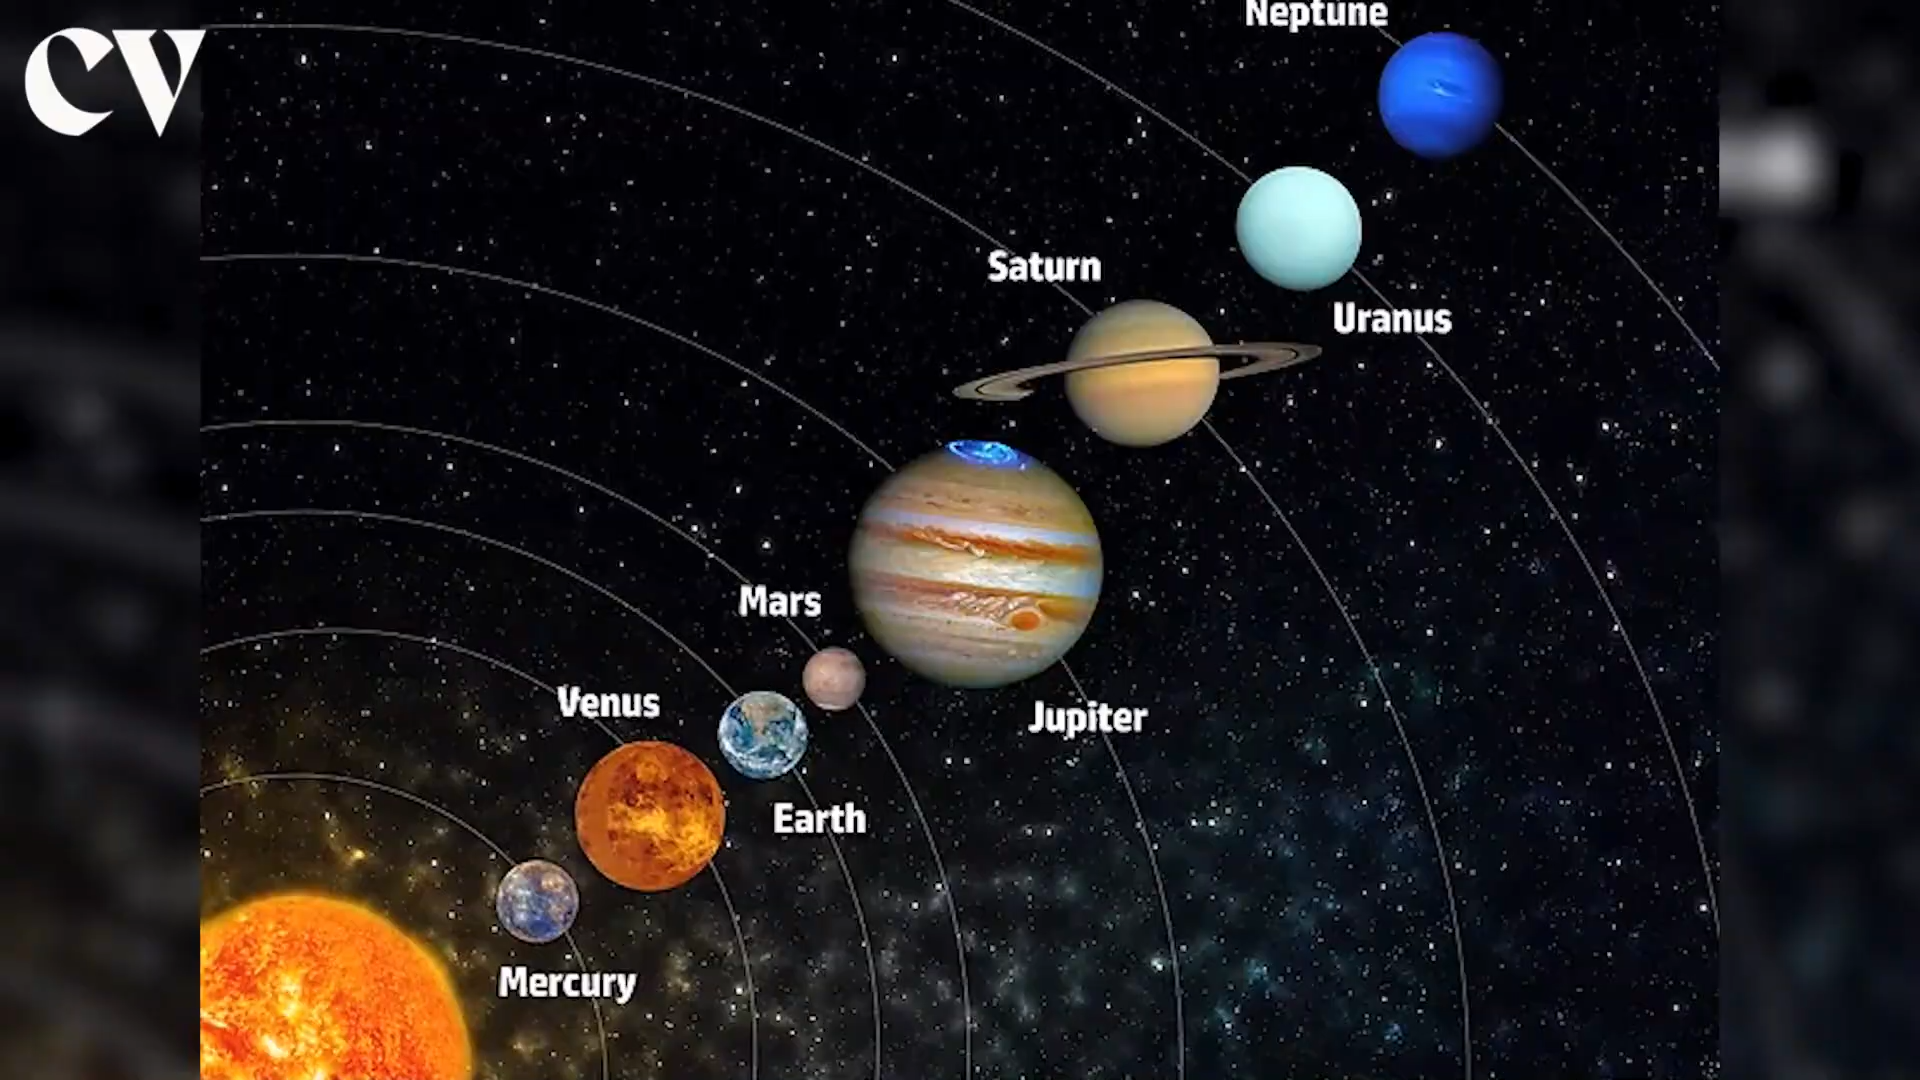 CV
Neptune
Saturn
Uranus
Mars
Jupiter
Venus
Earth
Mercury